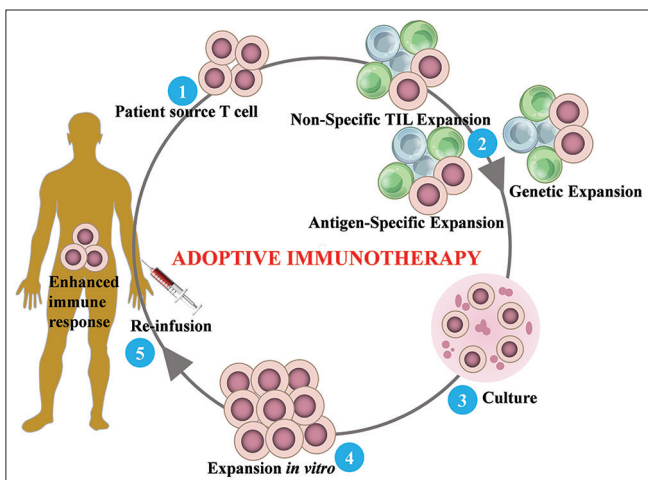 1
Patient source T cell
Non-Specific TIL Expansion
2
Antigen-Specific Expansion
Genetic Expansion
ADOPTIVE IMMUNOTHERAPY
Enhanced
immune
response
Re-infusion
5
3
Culture
4
Expansion in vitro